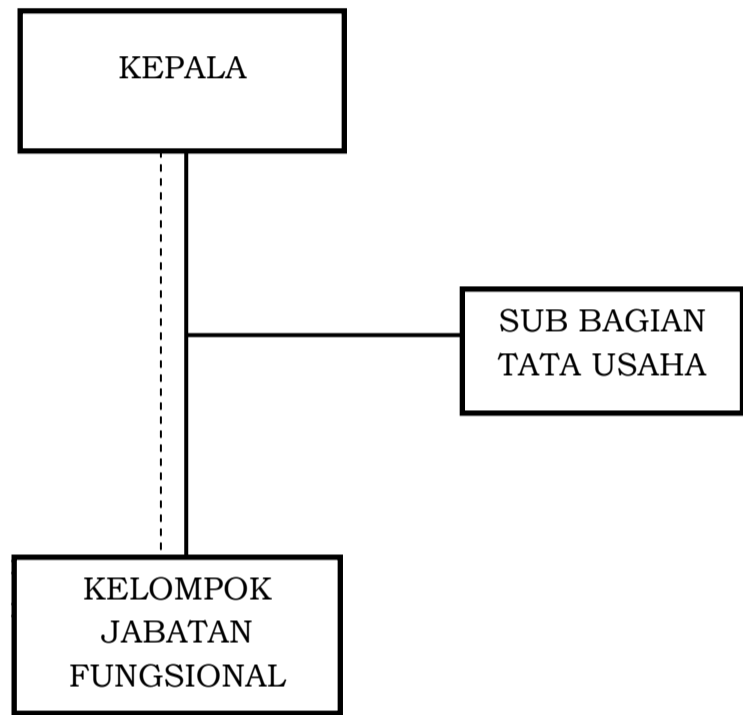 KEPALA
SUB BAGIAN
TATA USAHA
KELOMPOK
JABATAN
FUNGSIONAL